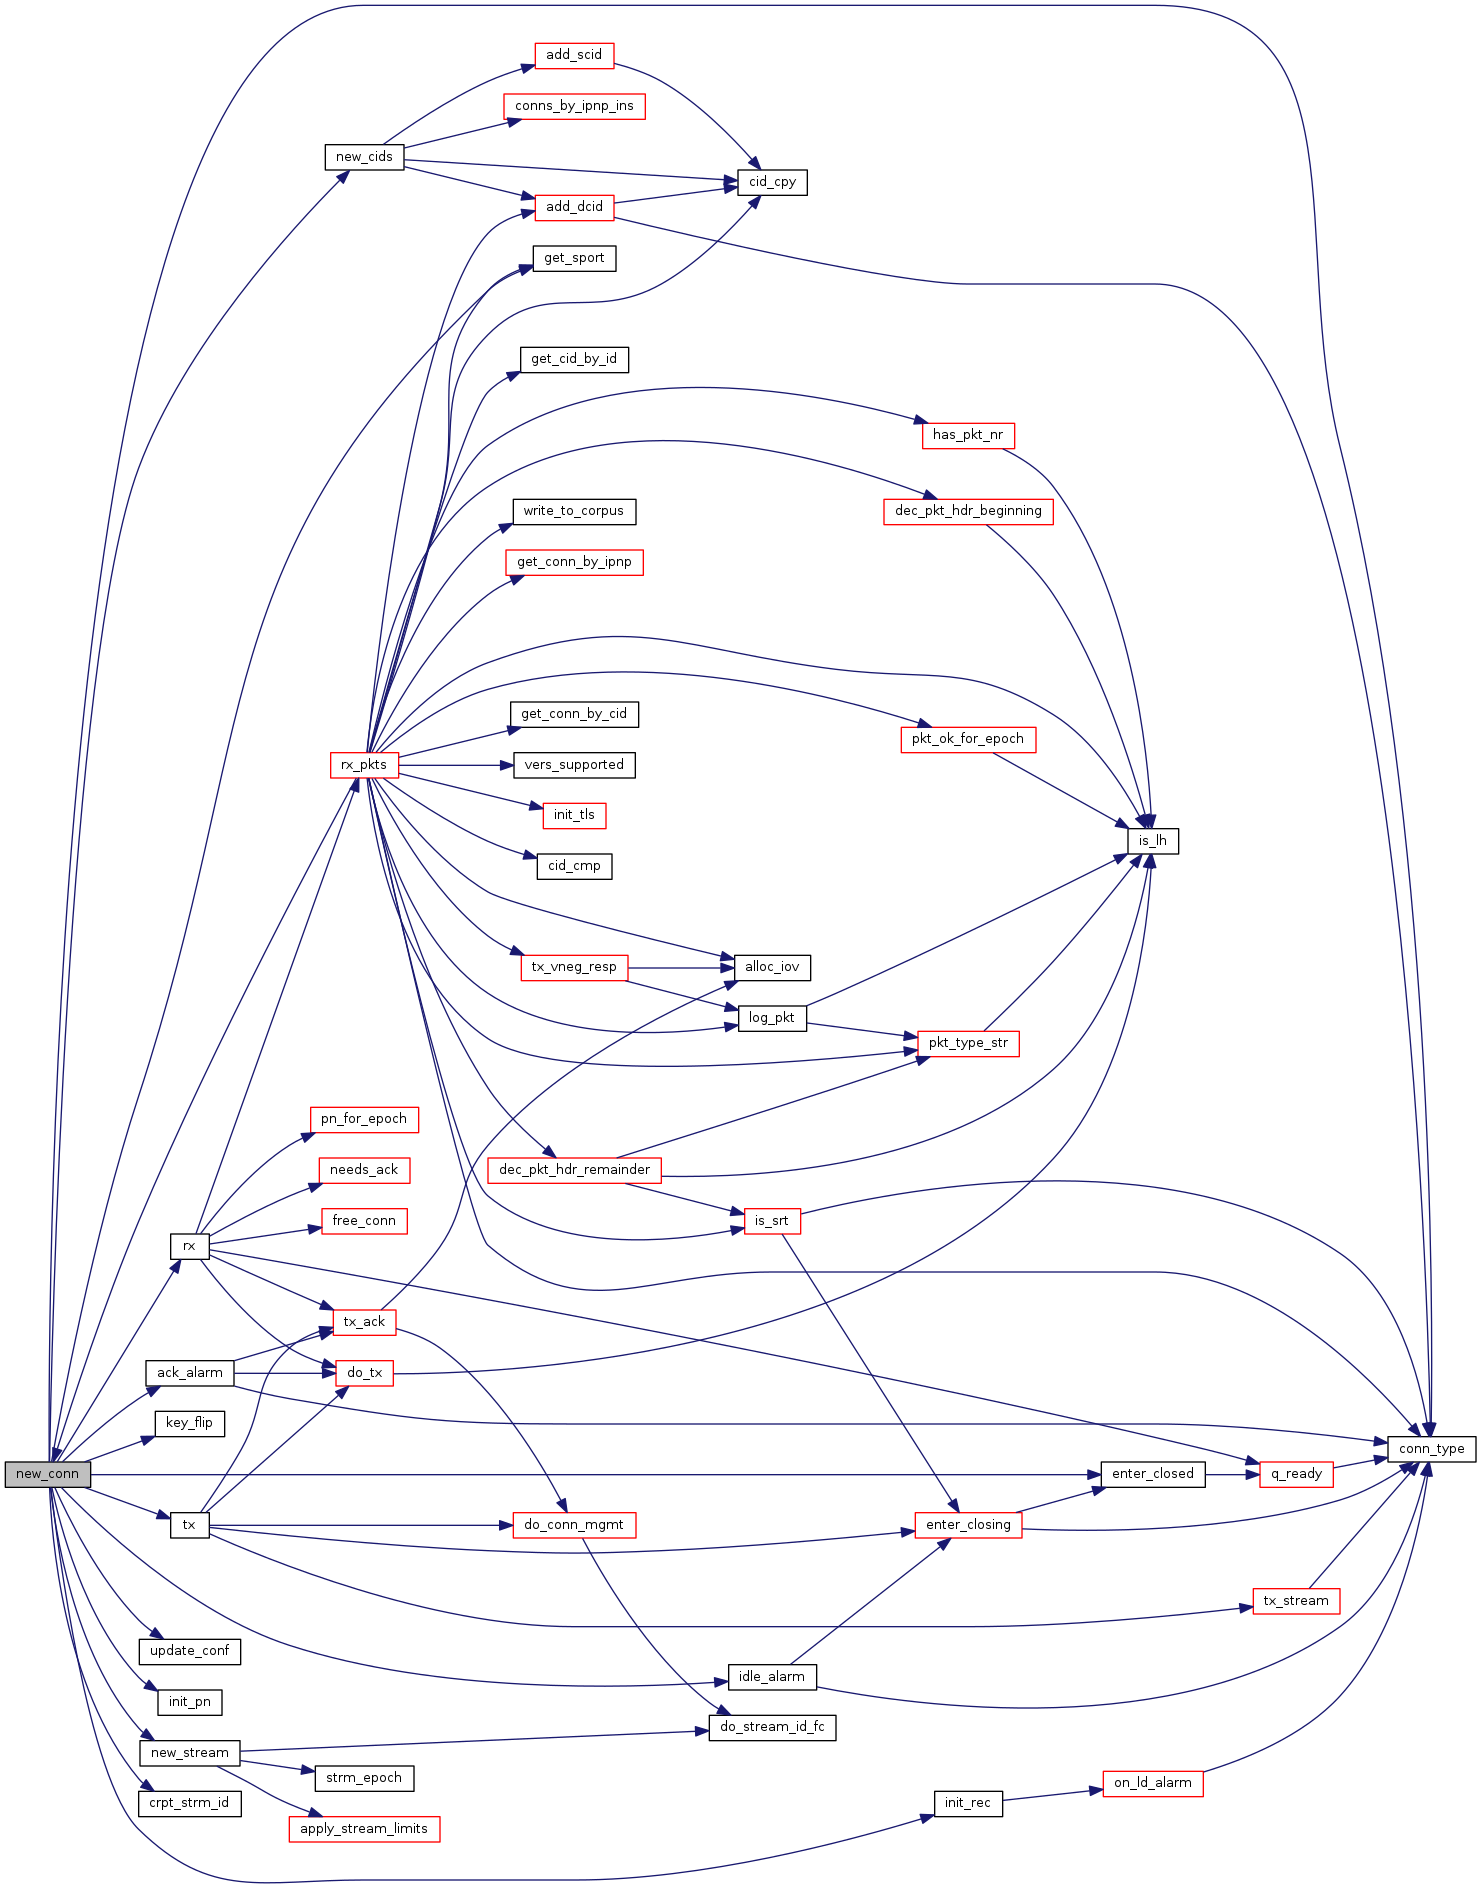 add_scid
conns_by_ipnp_ins
new_cids
cid_cpy
add_dcid
get_sport
get_cid_by_id
has_pkt_nr
write_to_corpus
dec_pkt_hdr_beginning
get_conn_by_ipnp
get_conn_by_cid
pkt_ok_for_epoch
rx_pkts
vers_supported
init_tls
is_lh
cid_cmp
tx_vneg_resp
alloc_iov
log_pkt
pkt_type_str
pn_for_epoch
needs_ack
dec_pkt_hdr_remainder
free_conn
is_srt
rx
tx_ack
ack_alarm
do_tx
key_flip
conn_type
new_conn
enter_closed
q_ready
tx
do_conn_mgmt
enter_closing
tx_stream
update_conf
idle_alarm
init_pn
do_stream_id_fc
new_stream
strm_epoch
on_ld_alarm
crpt_strm_id
init_rec
apply_stream_limits